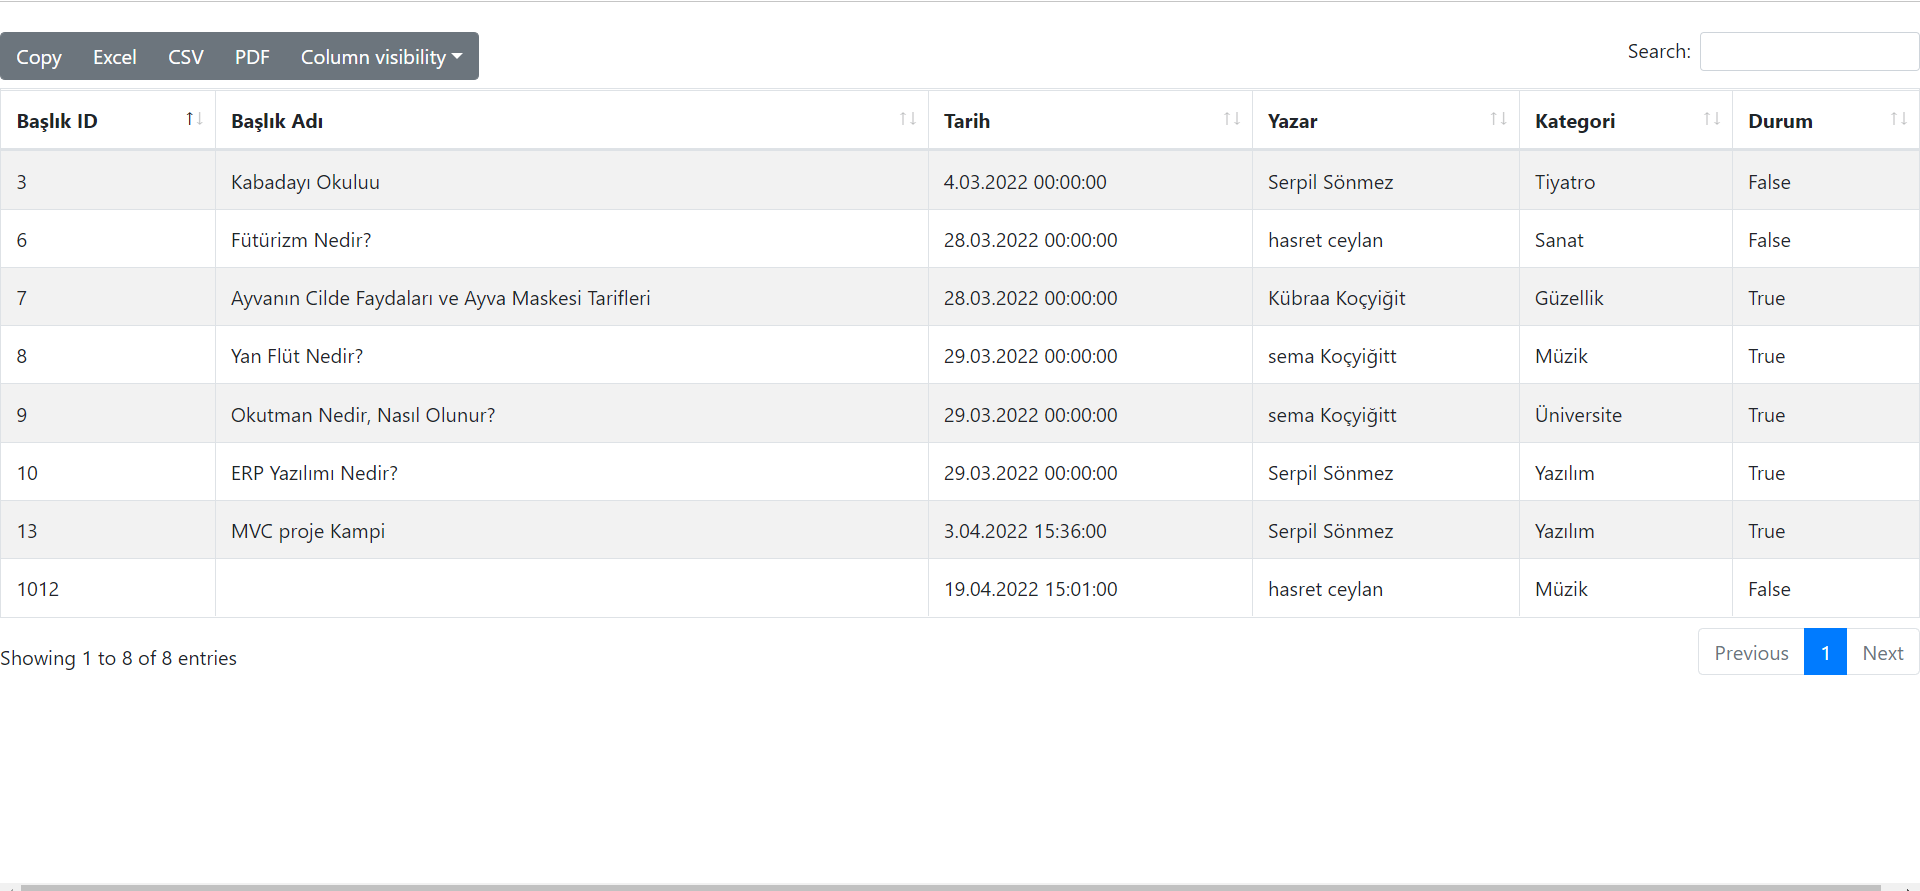 Copy Excel CSV PDF Column visibility Search:
Başlık ID Başlık Adı Tarih Yazar Kategori Durum
3 Kabadayı Okuluu 4.03.2022 00:00:00 Serpil Sönmez Tiyatro False
6 Fütürizm Nedir? 28.03.2022 00:00:00 hasret ceylan Sanat False
7 Ayvanın Cilde Faydaları ve Ayva Maskesi Tarifleri 28.03.2022 00:00:00 Kübraa Koçyiğit Güzellik True
8 Yan Flüt Nedir? 29.03.2022 00:00:00 sema Koçyiğitt Müzik True
9 Okutman Nedir, Nasıl Olunur? 29.03.2022 00:00:00 sema Koçyiğitt Üniversite True
10 ERP Yazılımı Nedir? 29.03.2022 00:00:00 Serpil Sönmez Yazılım True
13 MVC proje Kampi 3.04.2022 15:36:00 Serpil Sönmez Yazılım True
1012 19.04.2022 15:01:00 hasret ceylan Müzik False
Showing 1 to 8 of 8 entries Previous 1 Next